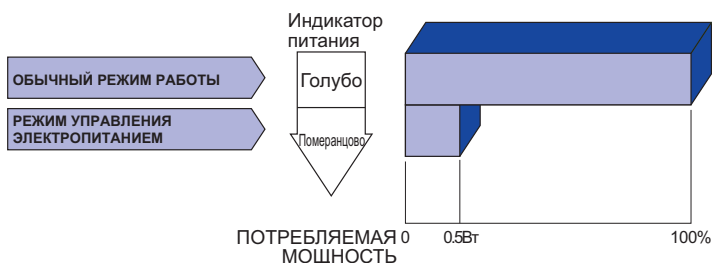 Индикатор
питания
ОБЫЧНЫЙ РЕЖИМ РАБОТЫ
Голубо
РЕЖИМ УПРАВЛЕНИЯ
ЭЛЕКТРОПИТАНИЕМ
Померанцово
ПОТРЕБЛЯЕМАЯ
МОЩНОСТЬ
0 0.5Вт 100%